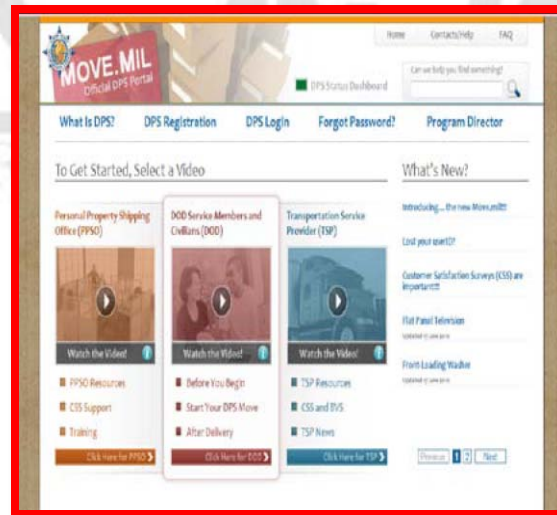 Home Contacts/Help FAQ
MOVE.MIL
Official DPS Portal
DPS Status Dashboard
Can we help you find something?
What Is DPS? DPS Registration DPS Login Forgot Password? Program Director
To Get Started, Select a Video
What's New?
Personal Property Shipping
Office (PPSO)
Watch the Video!
PPSO Resources
CSS Support
Training
Click Here for PPSO
DOD Service Members and
Civilians (DOD)
Watch the Video!
Before You Begin
Start Your DPS Move
After Delivery
Click Here for DOD
Transportation Service
Provider (TSP)
Watch the Video!
TSP Resources
CSS and BVS
TSP News
Click Here for TSP
Introducing... the new Move.mil!!!
Lost your userID?
Customer Satisfaction Surveys (CSS) are
important!!!
Flat Panel Television
Front Loading Washer
Previous 1 2 Next